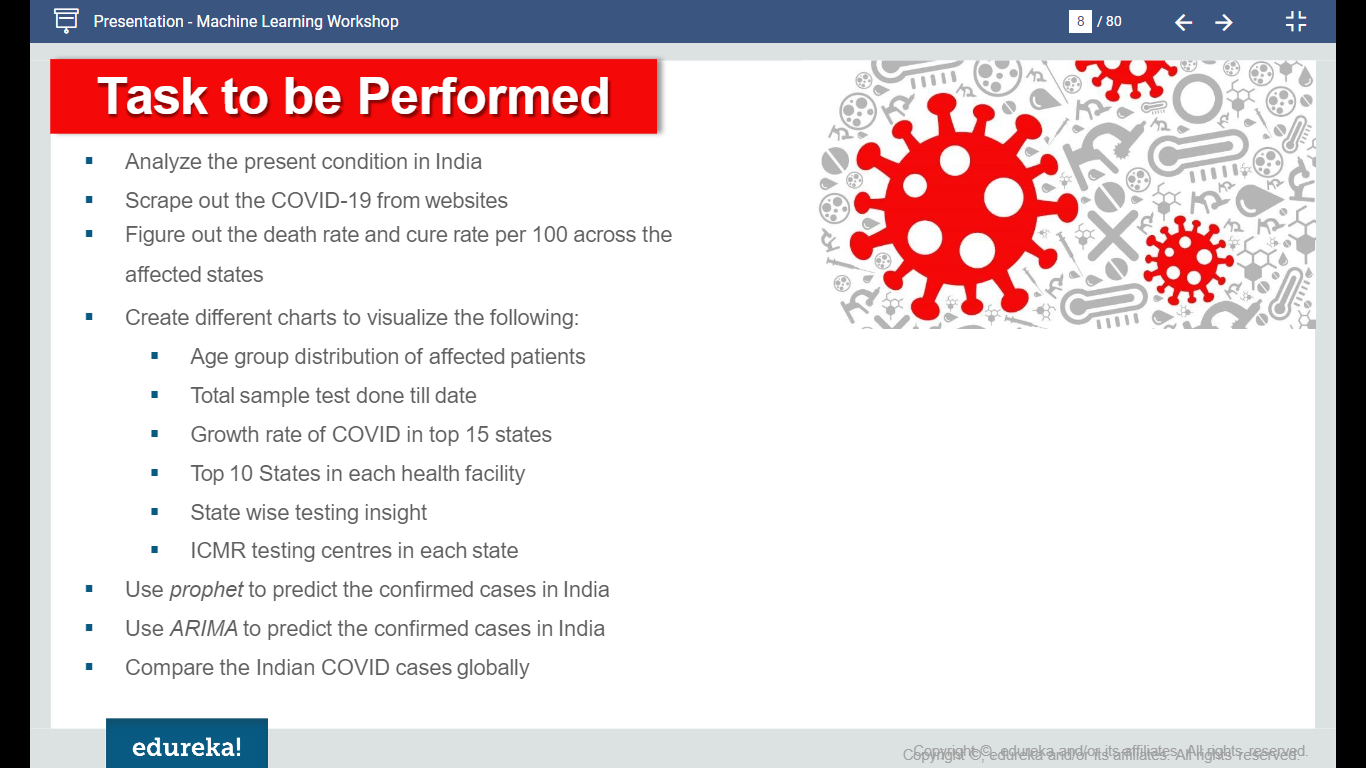 Presentation - Machine Learning Workshop
8 / 80
Task to be Performed
▪ Analyze the present condition in India
▪ Scrape out the COVID-19 from websites
▪ Figure out the death rate and cure rate per 100 across the
affected states
▪ Create different charts to visualize the following:
▪ Age group distribution of affected patients
▪ Total sample test done till date
▪ Growth rate of COVID in top 15 states
▪ Top 10 States in each health facility
▪ State wise testing insight
▪ ICMR testing centres in each state
▪ Use prophet to predict the confirmed cases in India
▪ Use ARIMA to predict the confirmed cases in India
▪ Compare the Indian COVID cases globally
edureka!
Copyright ©, edureka and/or its affiliates. All rights reserved.
Copyright ©, edureka and/or its affiliates. All rights reserved.